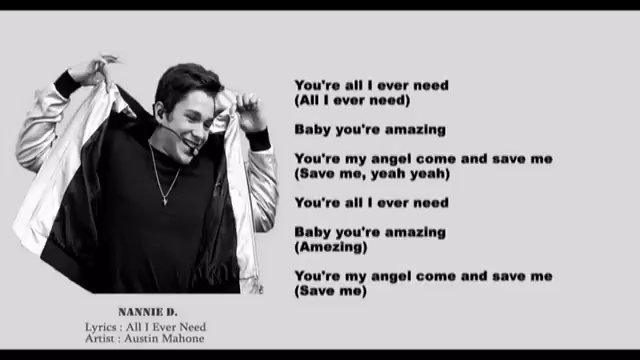 You're all I ever need
(All I ever need)
Baby you're amazing
You're my angel come and save me
(Save me, yeah yeah)
You're all I ever need
Baby you're amazing
(Amezing)
You're my angel come and save me
(Save me)
NANNIE D.
Lyrics : All I Ever Need
Artist : Austin Mahone